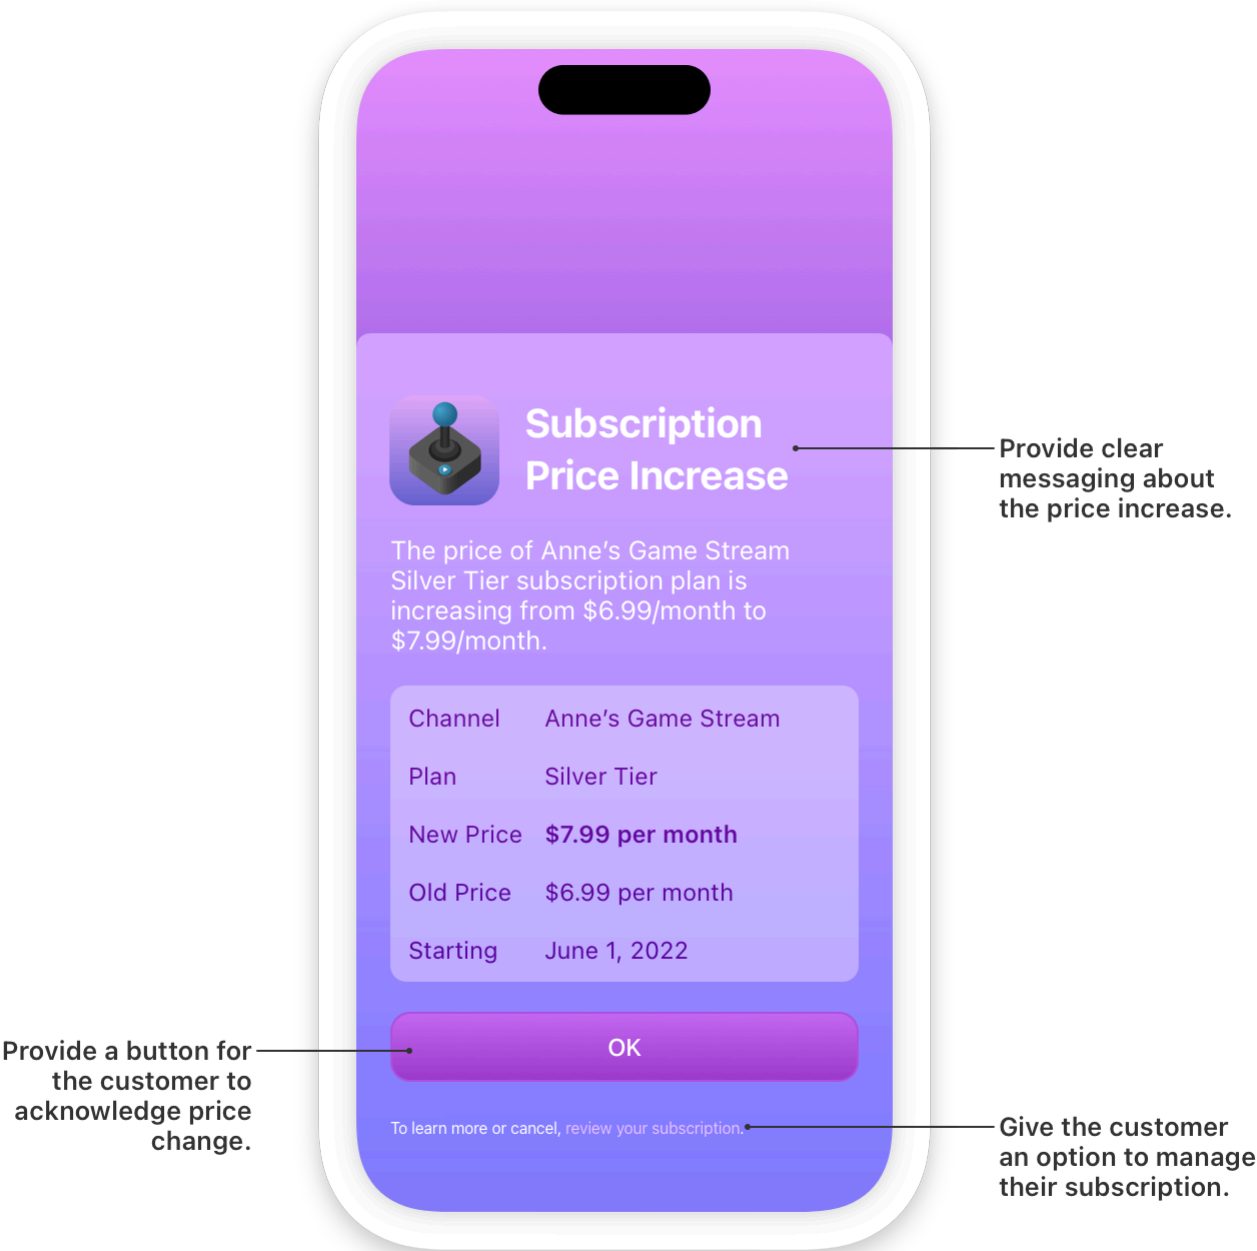 Subscription
Price Increase
Provide clear
messaging about
the price increase.
The price of Anne’s Game Stream
Silver Tier subscription plan is
increasing from $6.99/month to
$7.99/month.
Channel Anne’s Game Stream
Plan Silver Tier
New Price $7.99 per month
Old Price $6.99 per month
Starting June 1, 2022
OK
Provide a button for
the customer to
acknowledge price
change.
To learn more or cancel, review your subscription.
Give the customer
an option to manage
their subscription.